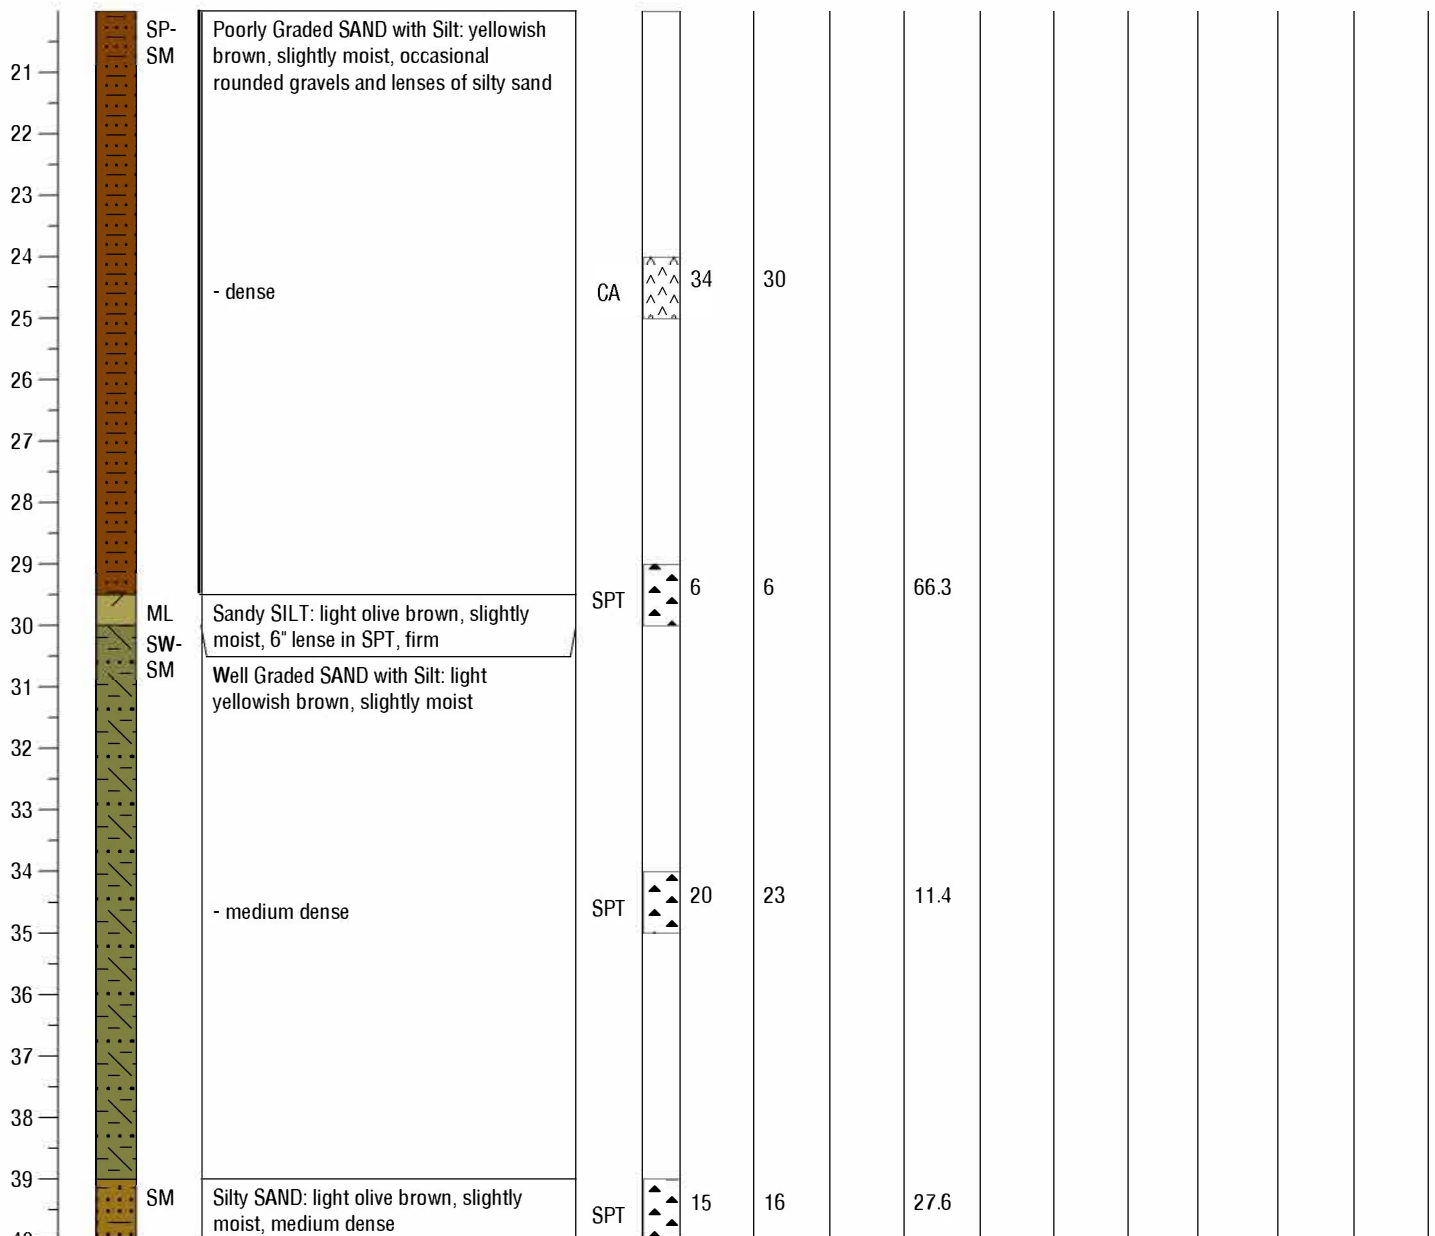 SP-
SM
Poorly Graded SAND with Silt: yellowish
brown, slightly moist, occasional
rounded gravels and lenses of silty sand
21
22
23
24
- dense
CA
34
30
25
26
27
28
29
SPT
6
6
66.3
ML
Sandy SILT: light olive brown, slightly
moist, 6" lense in SPT, firm
30
SW-
SM
Well Graded SAND with Silt: light
yellowish brown, slightly moist
31
32
33
34
- medium dense
SPT
20
23
11.4
35
36
37
38
39
SM
Silty SAND: light olive brown, slightly
moist, medium dense
SPT
15
16
27.6